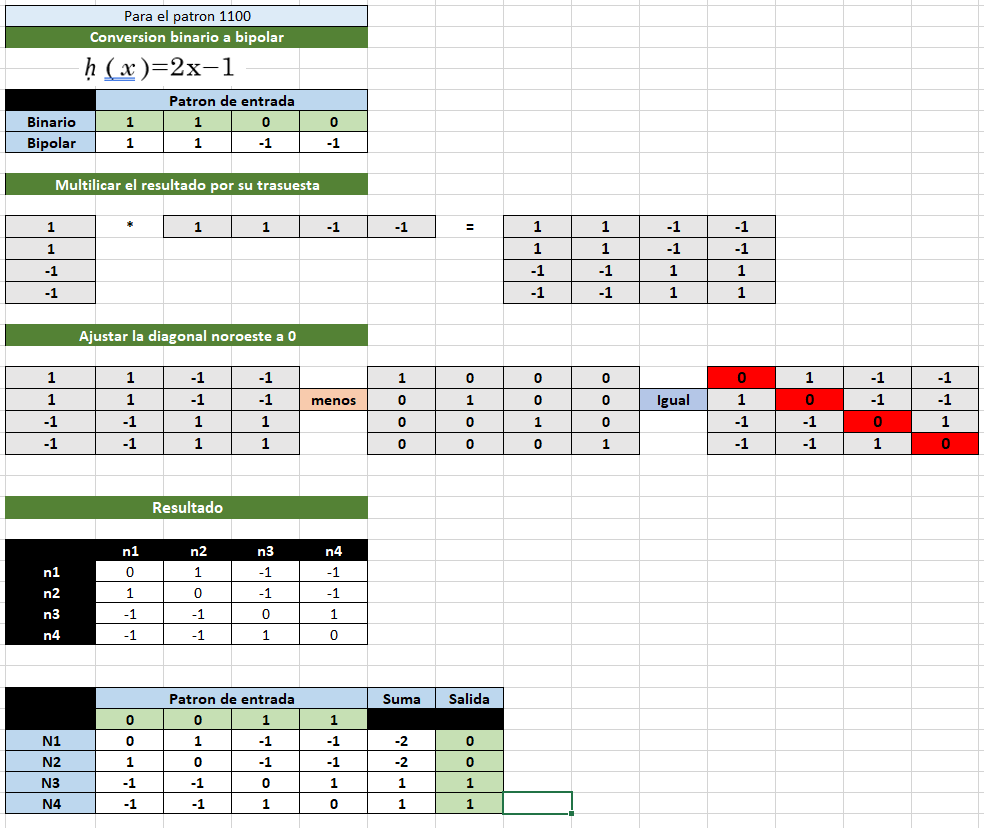 Para el patron 1100
Conversion binario a bipolar
ḥ (x)=2x−1
Patron de entrada
Binario 1 1 0 0
Bipolar 1 1 -1 -1
Multilicar el resultado por su trasuesta
1 * 1 1 -1 -1 = 1 1 -1 -1
1 1 1 -1 -1
-1 -1 -1 1 1
-1 -1 -1 1 1
Ajustar la diagonal noroeste a 0
1 1 -1 -1 1 0 0 0 0 1 -1 -1
1 1 -1 -1 menos 0 1 0 0 Igual 1 0 -1 -1
-1 -1 1 1 0 0 1 0 -1 -1 0 1
-1 -1 1 1 0 0 0 1 -1 -1 1 0
Resultado
n1 n2 n3 n4
n1 0 1 -1 -1
n2 1 0 -1 -1
n3 -1 -1 0 1
n4 -1 -1 1 0
Patron de entrada Suma Salida
0 0 1 1
N1 0 1 -1 -1 -2 0
N2 1 0 -1 -1 -2 0
N3 -1 -1 0 1 1 1
N4 -1 -1 1 0 1 1